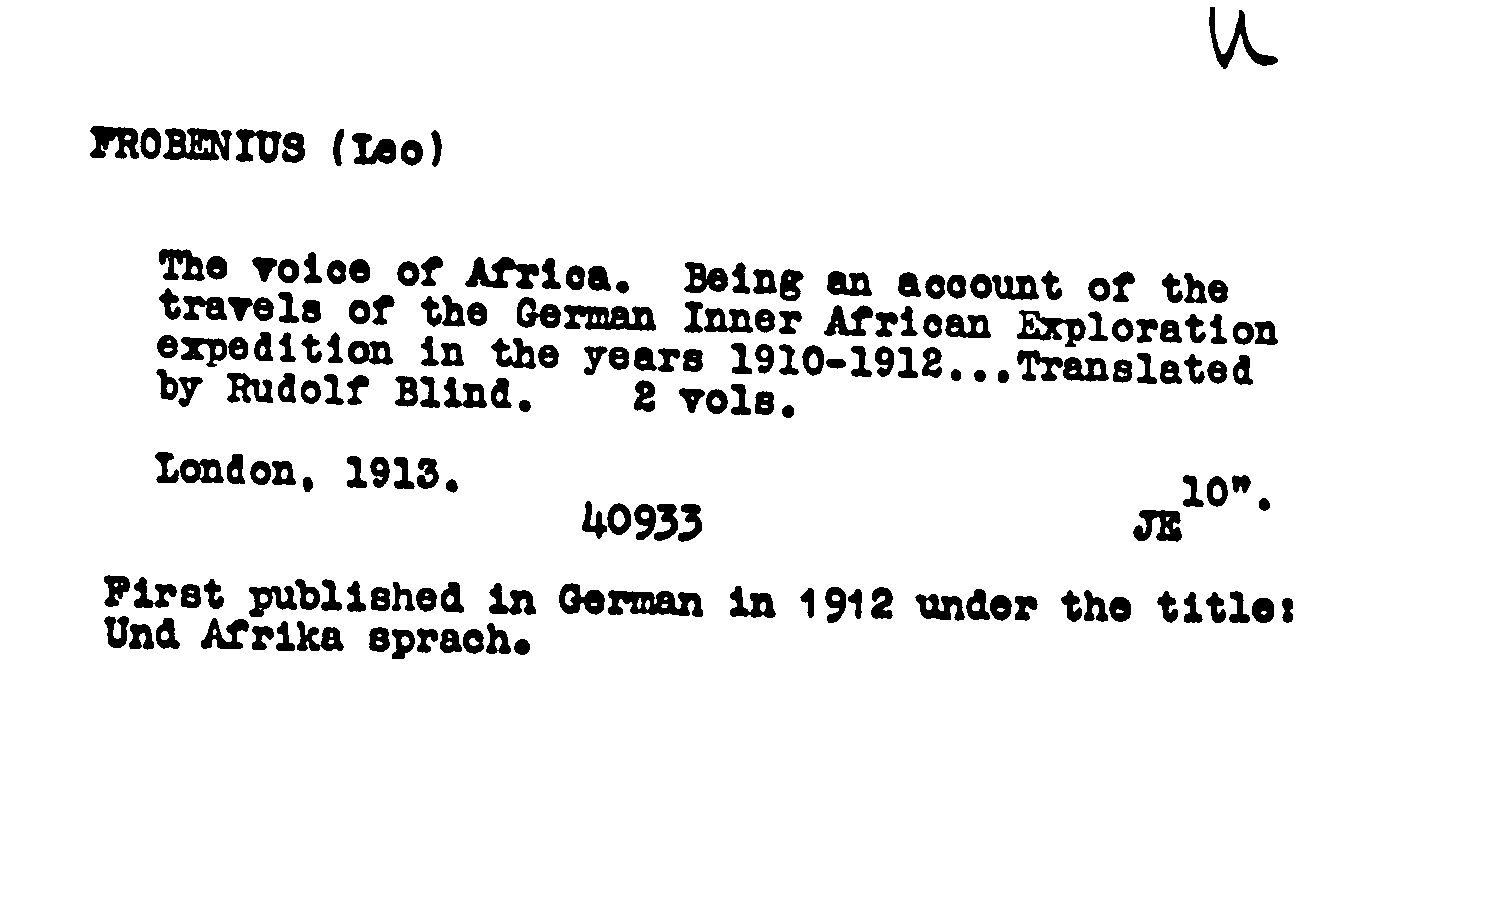 u
FROBENIUS (Leo)
The voice of Africa. Being an account of the
travels of the German Inner African Exploration
expedition in the years 1910-1912...Translated
by Rudolf Blind. 2 vols.
London, 1913.
10".
40933 JE
First published in German in 1912 under the title:
Und Afrika sprach.